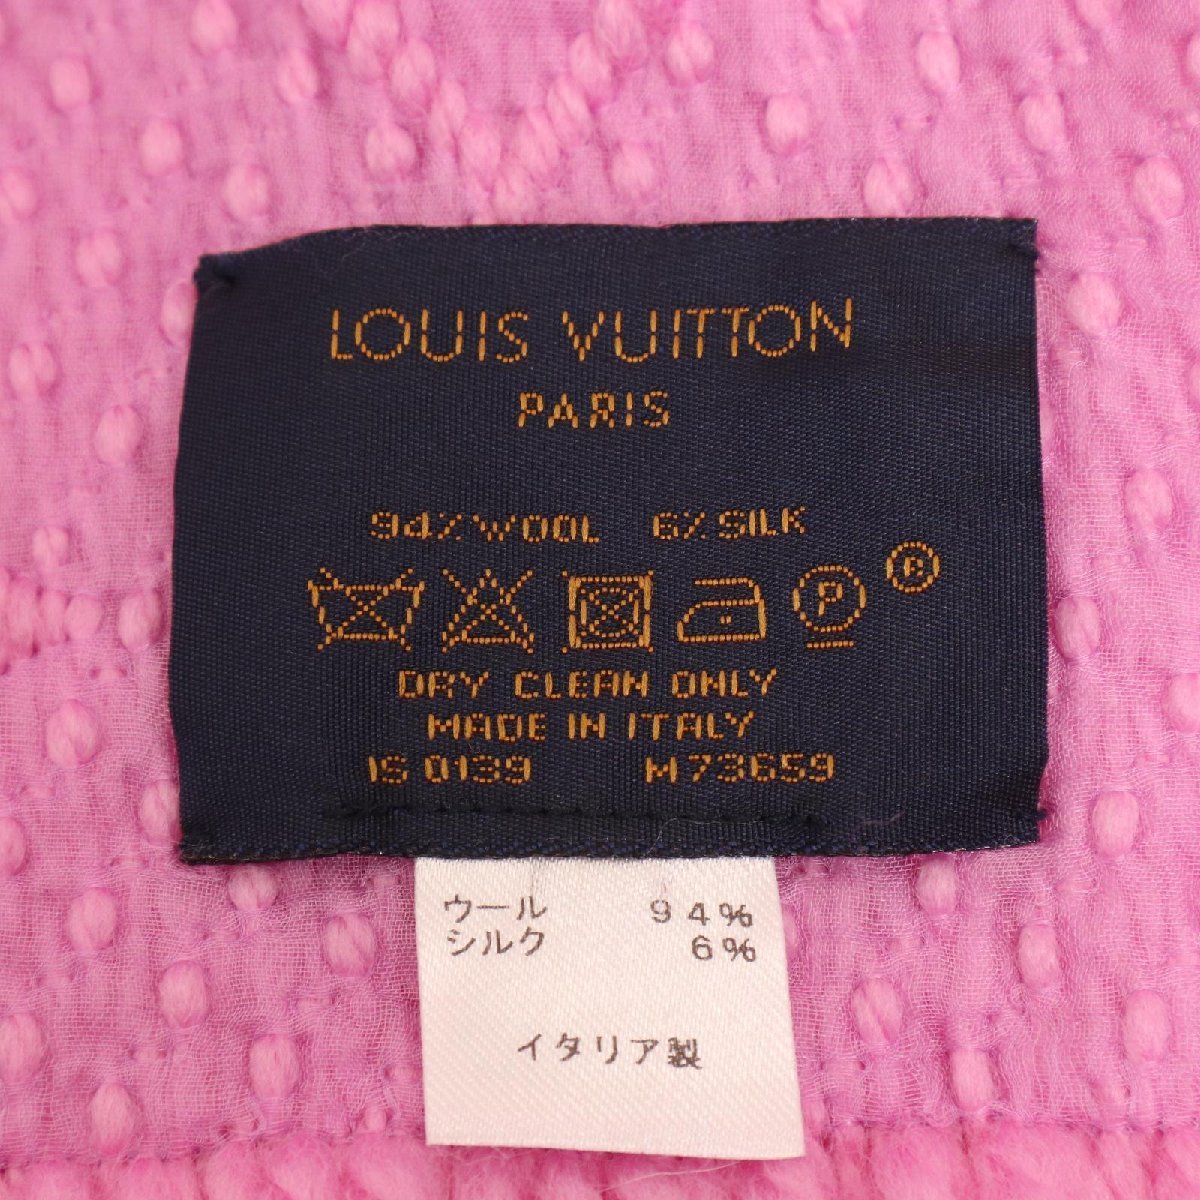 LOUIS VUITTON
PARIS
94% WOOL 6% SILK
P ®
DRY CLEAN ONLY
MADE IN ITALY
IS 0139 M73659
ウール 94%
シルク 6%
イタリア製